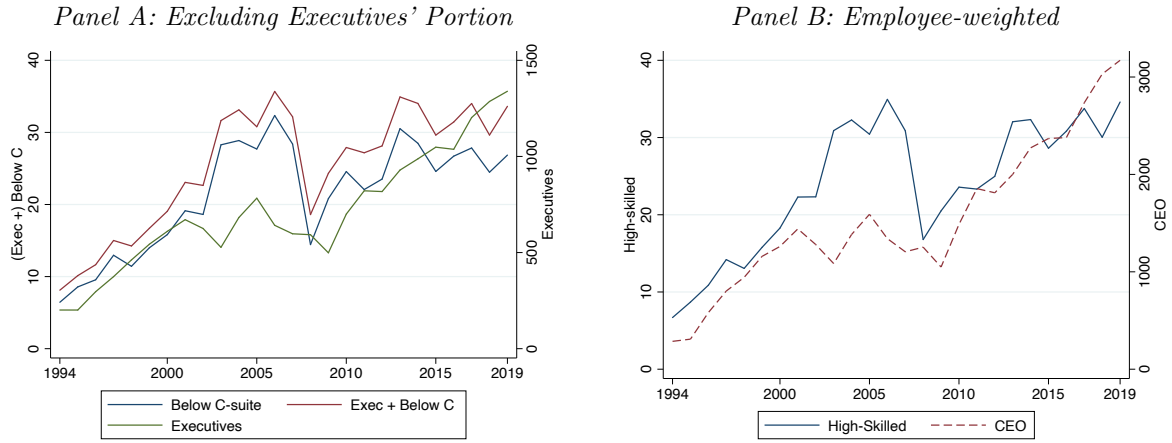 Panel A: Excluding Executives' Portion
(Exec +) Below C
0
10
20
30
40
0
500
1000
1500
Executives
1994
2000
2005
2010
2015
2019
Below C-suite
Exec + Below C
Executives
Panel B: Employee-weighted
High-skilled
0
10
20
30
40
0
1000
2000
3000
CEO
1994
2000
2005
2010
2015
2019
High-Skilled
CEO